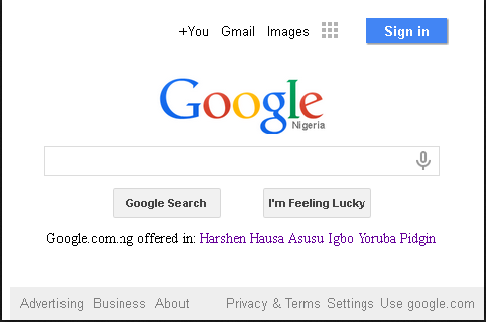 +You Gmail Images Sign in
Google
Nigeria
Google Search I'm Feeling Lucky
Google.com.ng offered in: Harshen Hausa Asusu Igbo Yoruba Pidgin
Advertising Business About Privacy & Terms Settings Use google.com